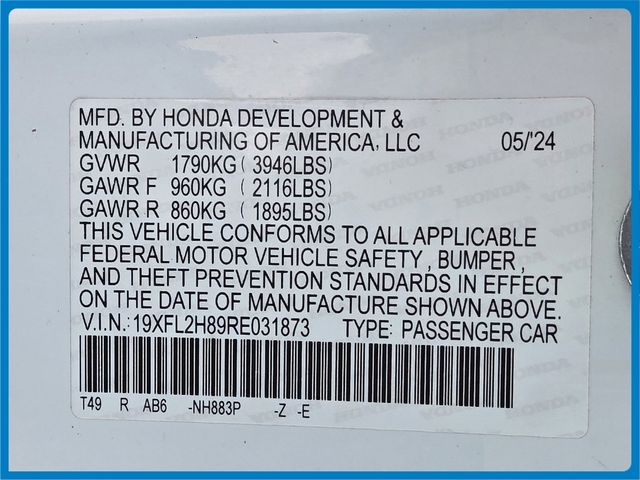 MFD. BY HONDA DEVELOPMENT &
MANUFACTURING OF AMERICA, LLC 05/'24
GVWR 1790KG ( 3946LBS)
GAWR F 960KG ( 2116LBS)
GAWR R 860KG ( 1895LBS)
THIS VEHICLE CONFORMS TO ALL APPLICABLE
FEDERAL MOTOR VEHICLE SAFETY, BUMPER,
AND THEFT PREVENTION STANDARDS IN EFFECT
ON THE DATE OF MANUFACTURE SHOWN ABOVE.
V.I.N.:19XFL2H89RE031873 TYPE: PASSENGER CAR
T49 R AB6 -NH883P -Z -E